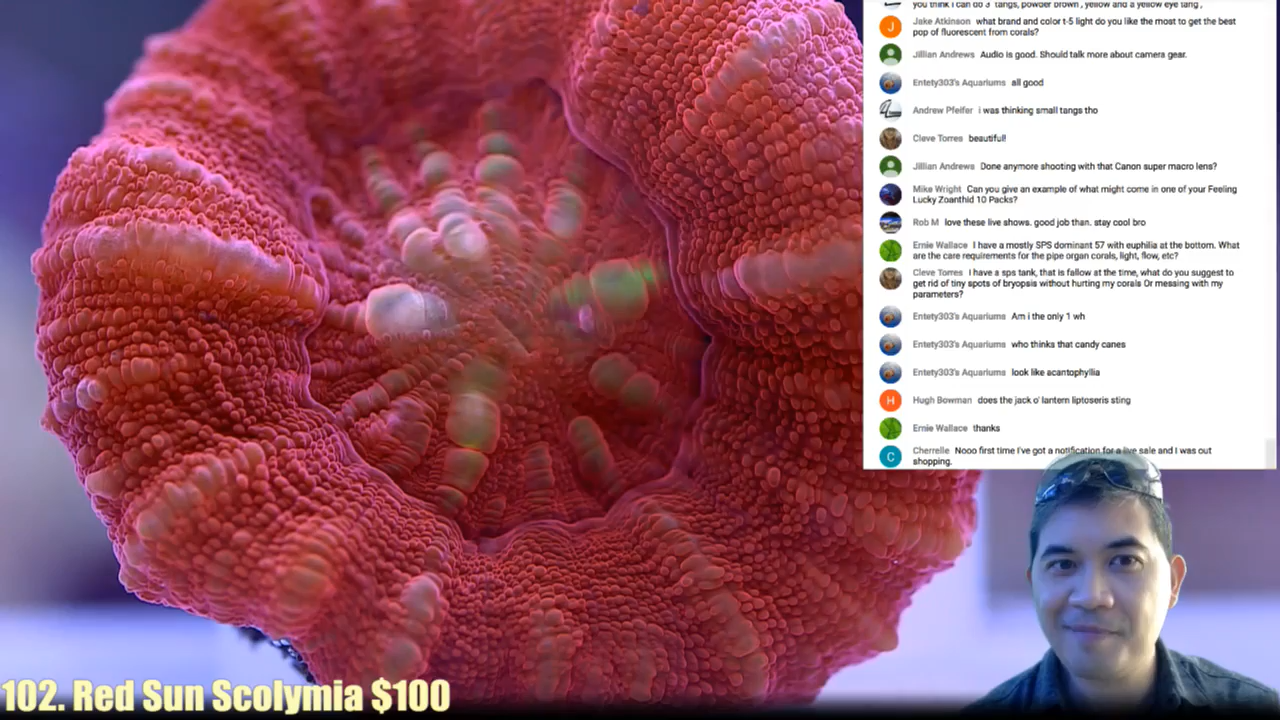 you think i can do 3 tangs, powder brown , yellow and a yellow eye tang ,
Jake Atkinson what brand and color t-5 light do you like the most to get the best
pop of fluorescent from corals?
Jillian Andrews Audio is good. Should talk more about camera gear.
Entety303's Aquariums all good
Andrew Pfeifer i was thinking small tangs tho
Cleve Torres beautiful!
Jillian Andrews Done anymore shooting with that Canon super macro lens?
Mike Wright Can you give an example of what might come in one of your Feeling
Lucky Zoanthid 10 Packs?
Rob M love these live shows. good job than. stay cool bro
Ernie Wallace I have a mostly SPS dominant 57 with euphilia at the bottom. What
are the care requirements for the pipe organ corals, light, flow, etc?
Cleve Torres I have a sps tank, that is fallow at the time, what do you suggest to
get rid of tiny spots of bryopsis without hurting my corals Or messing with my
parameters?
Entety303's Aquariums Am i the only 1 wh
Entety303's Aquariums who thinks that candy canes
Entety303's Aquariums look like acantophyllia
H Hugh Bowman does the jack o' lantern liptoseris sting
Ernie Wallace thanks
C Cherrelle Nooo first time I've got a notification for a live sale and I was out
shopping.
102. Red Sun Scolymia $100